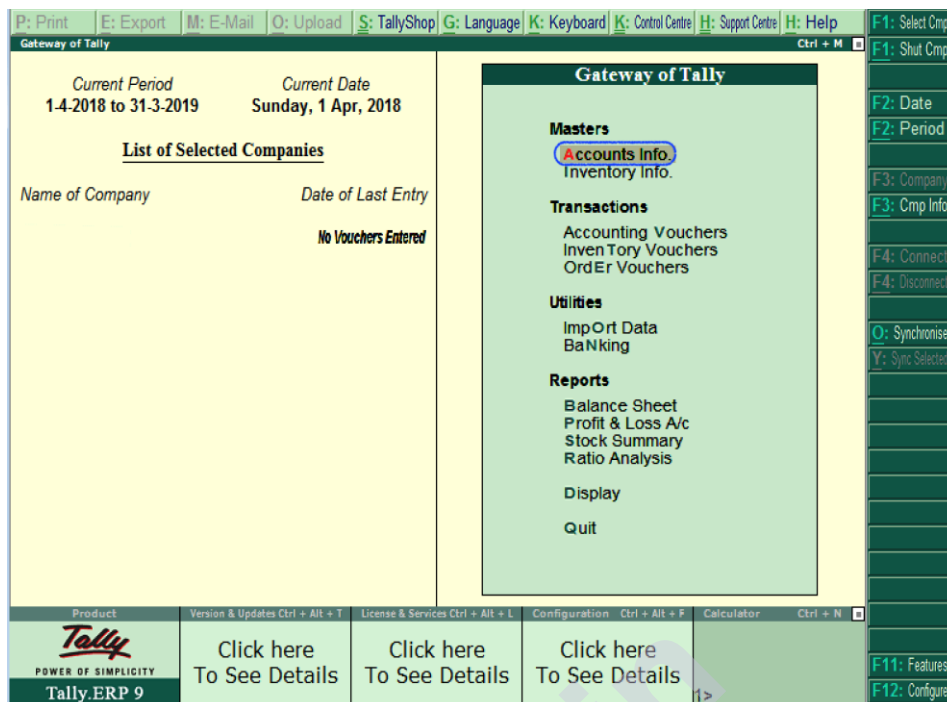 P: Print E: Export M: E-Mail O: Upload S: TallyShop G: Language K: Keyboard K: Control Centre H: Support Centre H: Help
Gateway of Tally Ctrl + M
Current Period Current Date
1-4-2018 to 31-3-2019 Sunday, 1 Apr, 2018
List of Selected Companies
Name of Company Date of Last Entry
No Vouchers Entered
Gateway of Tally
Masters
Accounts Info.
Inventory Info.
Transactions
Accounting Vouchers
InvenTory Vouchers
OrdEr Vouchers
Utilities
ImpOrt Data
BaNking
Reports
Balance Sheet
Profit & Loss A/c
Stock Summary
Ratio Analysis
Display
Quit
F1: Select Cmp
F1: Shut Cmp
F2: Date
F2: Period
F3: Company
F3: Cmp Info
F4: Connect
F4: Disconnect
O: Synchronise
Y: Sync Selected
F11: Features
F12: Configure
Product Version & Updates Ctrl + Alt + T License & Services Ctrl + Alt + L Configuration Ctrl + Alt + F Calculator Ctrl + N
Tally
POWER OF SIMPLICITY
Tally.ERP 9
Click here
To See Details
Click here
To See Details
Click here
To See Details
1>